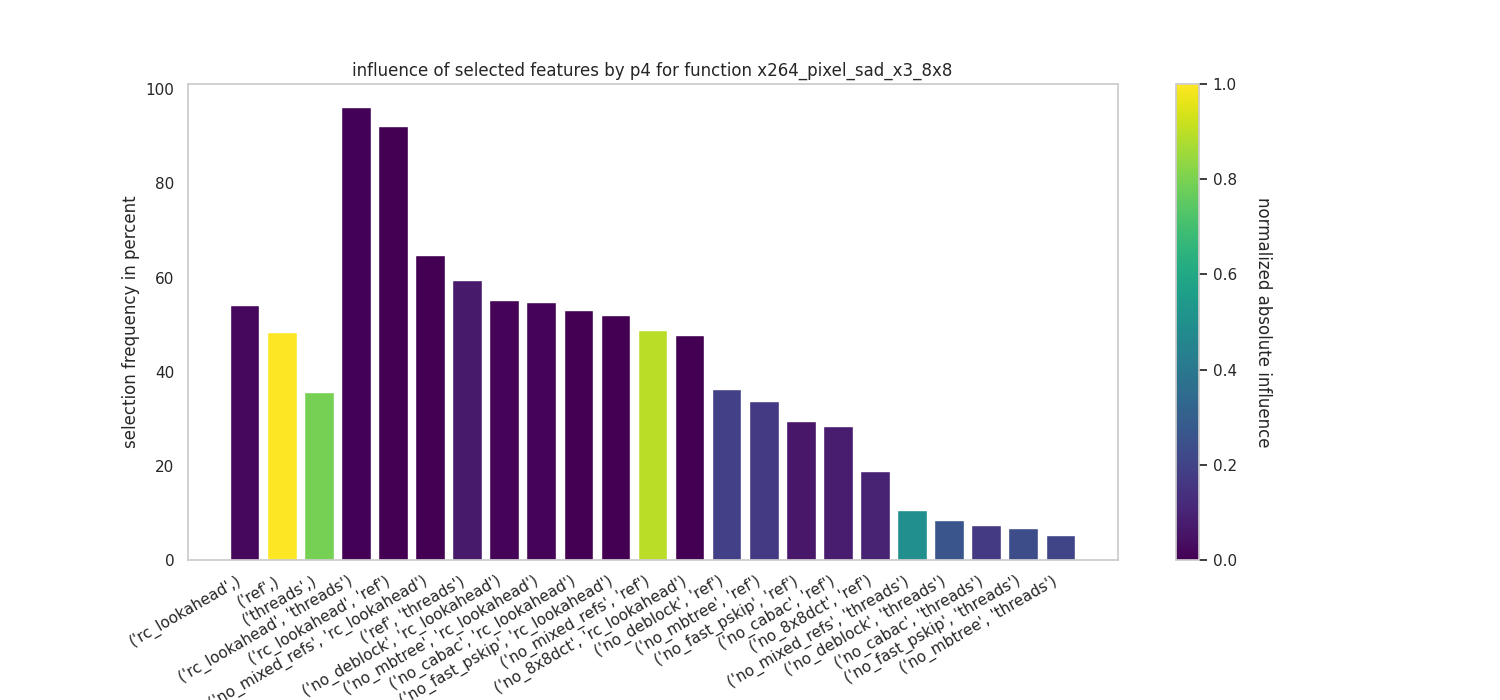 influence of selected features by p4 for function x264_pixel_sad_x3_8x8
selection frequency in percent
100
80
60
40
20
0
('rc_lookahead',)
('ref',)
('threads',)
lookahead', 'threads')
('rc_lookahead', 'ref')
'no_mixed_refs', 'rc_lookahead')
('ref', 'threads')
('no_deblock', 'rc_lookahead')
('no_mbtree', 'rc_lookahead')
('no_cabac', 'rc_lookahead')
('no_fast_pskip', 'rc_lookahead')
('no_mixed_refs', 'ref')
('no_8x8dct', 'rc_lookahead')
('no_deblock', 'ref')
('no_mbtree', 'ref')
('no_fast_pskip', 'ref')
('no_cabac', 'ref')
('no_8x8dct', 'ref')
('no_mixed_refs', 'threads')
('no_deblock', 'threads')
('no_cabac', 'threads')
('no_fast_pskip', 'threads')
('no_mbtree', 'threads')
1.0
0.8
0.6
0.4
0.2
0.0
normalized absolute influence